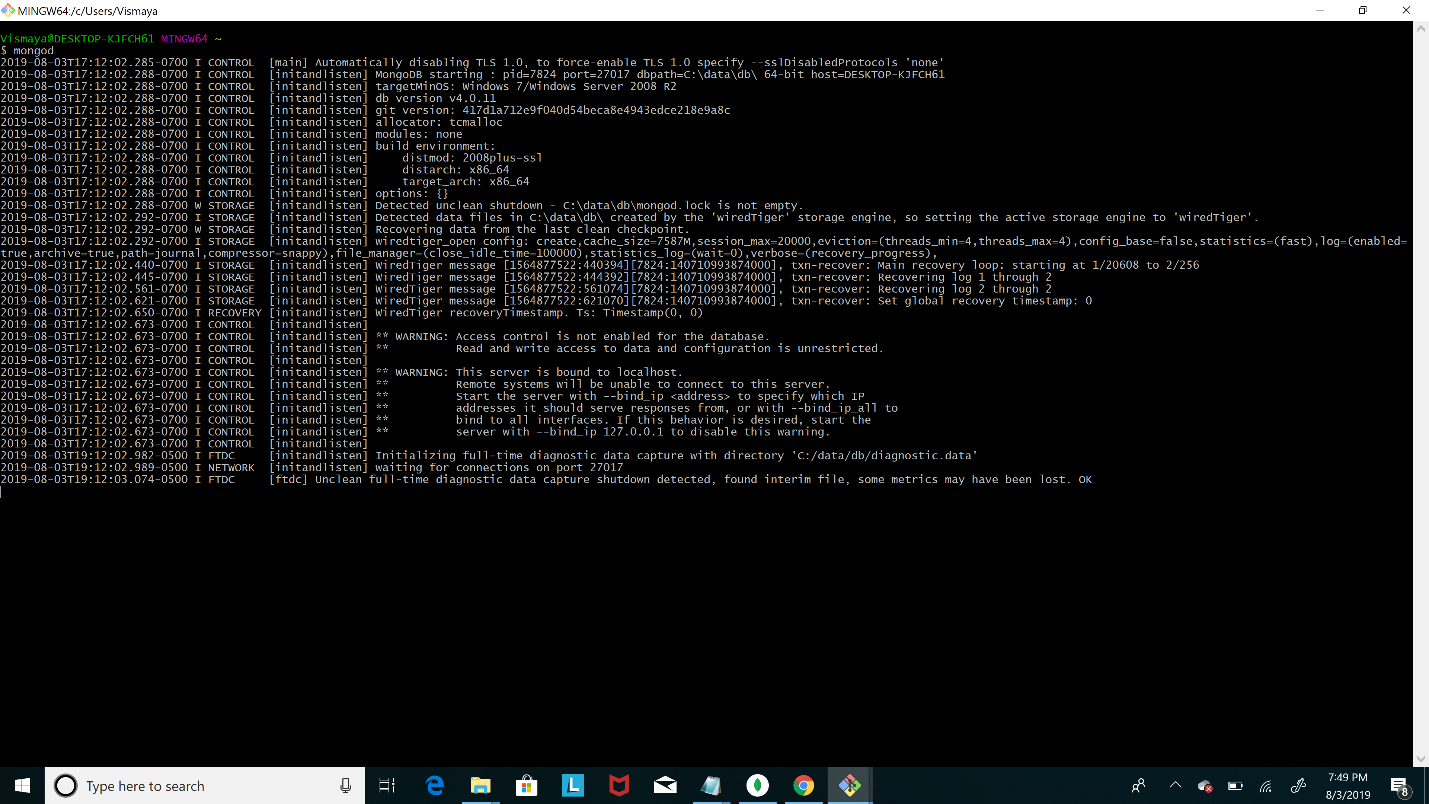 MINGW64:/c/Users/Vismaya
Vismaya@DESKTOP-KJFCH61 MINGW64 ~
$ mongod
2019-08-03T17:12:02.285-0700 I CONTROL  [main] Automatically disabling TLS 1.0, to force-enable TLS 1.0 specify --sslDisabledProtocols 'none'
2019-08-03T17:12:02.288-0700 I CONTROL  [initandlisten] MongoDB starting : pid=7824 port=27017 dbpath=C:\data\db\ 64-bit host=DESKTOP-KJFCH61
2019-08-03T17:12:02.288-0700 I CONTROL  [initandlisten] targetMinOS: Windows 7/Windows Server 2008 R2
2019-08-03T17:12:02.288-0700 I CONTROL  [initandlisten] db version v4.0.11
2019-08-03T17:12:02.288-0700 I CONTROL  [initandlisten] git version: 417d1a712e9f040d54beca8e4943edce218e9a8c
2019-08-03T17:12:02.288-0700 I CONTROL  [initandlisten] allocator: tcmalloc
2019-08-03T17:12:02.288-0700 I CONTROL  [initandlisten] modules: none
2019-08-03T17:12:02.288-0700 I CONTROL  [initandlisten] build environment:
2019-08-03T17:12:02.288-0700 I CONTROL  [initandlisten]     distmod: 2008plus-ssl
2019-08-03T17:12:02.288-0700 I CONTROL  [initandlisten]     distarch: x86_64
2019-08-03T17:12:02.288-0700 I CONTROL  [initandlisten]     target_arch: x86_64
2019-08-03T17:12:02.288-0700 I CONTROL  [initandlisten] options: {}
2019-08-03T17:12:02.288-0700 W STORAGE  [initandlisten] Detected unclean shutdown - C:\data\db\mongod.lock is not empty.
2019-08-03T17:12:02.292-0700 I STORAGE  [initandlisten] Detected data files in C:\data\db\ created by the 'wiredTiger' storage engine, so setting the active storage engine to 'wiredTiger'.
2019-08-03T17:12:02.292-0700 W STORAGE  [initandlisten] Recovering data from the last clean checkpoint.
2019-08-03T17:12:02.292-0700 I STORAGE  [initandlisten] wiredtiger_open config: create,cache_size=7587M,session_max=20000,eviction=(threads_min=4,threads_max=4),config_base=false,statistics=(fast),log=(enabled=
true,archive=true,path=journal,compressor=snappy),file_manager=(close_idle_time=100000),statistics_log=(wait=0),verbose=(recovery_progress),
2019-08-03T17:12:02.440-0700 I STORAGE  [initandlisten] WiredTiger message [1564877522:440394][7824:140710993874000], txn-recover: Main recovery loop: starting at 1/20608 to 2/256
2019-08-03T17:12:02.445-0700 I STORAGE  [initandlisten] WiredTiger message [1564877522:444392][7824:140710993874000], txn-recover: Recovering log 1 through 2
2019-08-03T17:12:02.561-0700 I STORAGE  [initandlisten] WiredTiger message [1564877522:561074][7824:140710993874000], txn-recover: Recovering log 2 through 2
2019-08-03T17:12:02.621-0700 I STORAGE  [initandlisten] WiredTiger message [1564877522:621070][7824:140710993874000], txn-recover: Set global recovery timestamp: 0
2019-08-03T17:12:02.650-0700 I RECOVERY [initandlisten] WiredTiger recoveryTimestamp. Ts: Timestamp(0, 0)
2019-08-03T17:12:02.673-0700 I CONTROL  [initandlisten]
2019-08-03T17:12:02.673-0700 I CONTROL  [initandlisten] ** WARNING: Access control is not enabled for the database.
2019-08-03T17:12:02.673-0700 I CONTROL  [initandlisten] **          Read and write access to data and configuration is unrestricted.
2019-08-03T17:12:02.673-0700 I CONTROL  [initandlisten]
2019-08-03T17:12:02.673-0700 I CONTROL  [initandlisten] ** WARNING: This server is bound to localhost.
2019-08-03T17:12:02.673-0700 I CONTROL  [initandlisten] **          Remote systems will be unable to connect to this server.
2019-08-03T17:12:02.673-0700 I CONTROL  [initandlisten] **          Start the server with --bind_ip <address> to specify which IP
2019-08-03T17:12:02.673-0700 I CONTROL  [initandlisten] **          addresses it should serve responses from, or with --bind_ip_all to
2019-08-03T17:12:02.673-0700 I CONTROL  [initandlisten] **          bind to all interfaces. If this behavior is desired, start the
2019-08-03T17:12:02.673-0700 I CONTROL  [initandlisten] **          server with --bind_ip 127.0.0.1 to disable this warning.
2019-08-03T17:12:02.673-0700 I CONTROL  [initandlisten]
2019-08-03T19:12:02.982-0500 I FTDC     [initandlisten] Initializing full-time diagnostic data capture with directory 'C:/data/db/diagnostic.data'
2019-08-03T19:12:02.989-0500 I NETWORK  [initandlisten] waiting for connections on port 27017
2019-08-03T19:12:03.074-0500 I FTDC     [ftdc] Unclean full-time diagnostic data capture shutdown detected, found interim file, some metrics may have been lost. OK
Type here to search
L
7:49 PM
8/3/2019
8